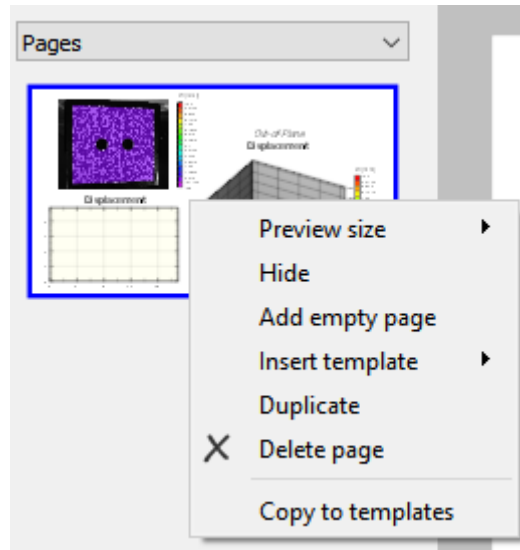 Pages
Out-of-Plane
Displacement
Displacement
Preview size
Hide
Add empty page
Insert template
Duplicate
Delete page
Copy to templates